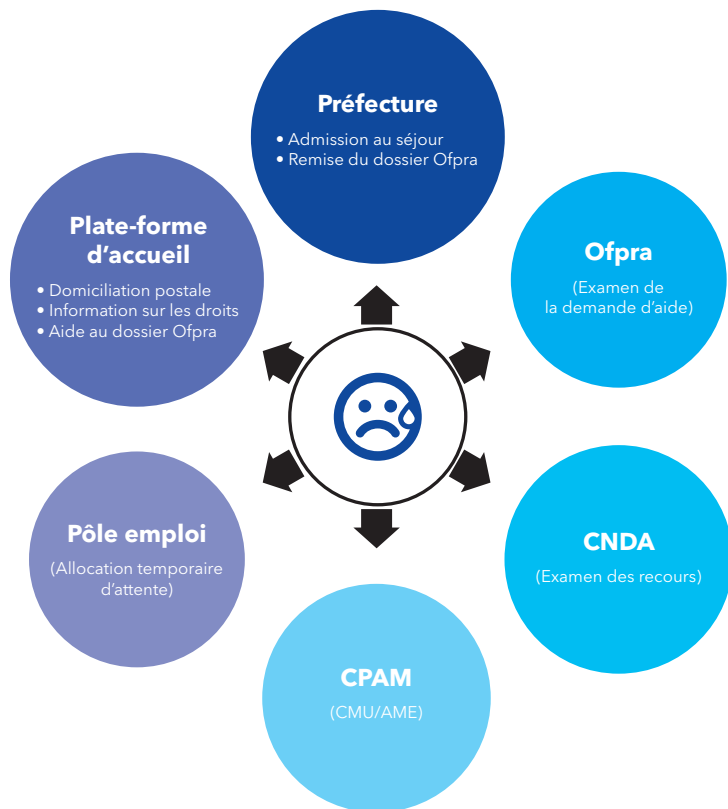 Préfecture
• Admission au séjour
• Remise du dossier Ofpra
Plate-forme
d’accueil
• Domiciliation postale
• Information sur les droits
• Aide au dossier Ofpra
Ofpra
(Examen de
la demande d’aide)
Pôle emploi
(Allocation temporaire
d’attente)
CNDA
(Examen des recours)
CPAM
(CMU/AME)